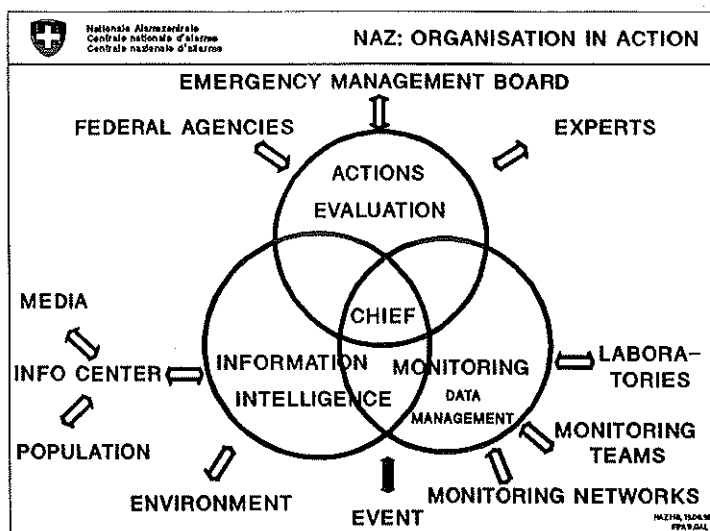 Nationale Alarmzentrale
Centrale nationale d'alarme
Centrale nazionale d'allarme
NAZ: ORGANISATION IN ACTION
EMERGENCY MANAGEMENT BOARD
FEDERAL AGENCIES
EXPERTS
ACTIONS
EVALUATION
MEDIA
CHIEF
INFO CENTER
INFORMATION
INTELLIGENCE
MONITORING
DATA
MANAGEMENT
LABORA-
TORIES
POPULATION
MONITORING
TEAMS
ENVIRONMENT
EVENT
MONITORING NETWORKS